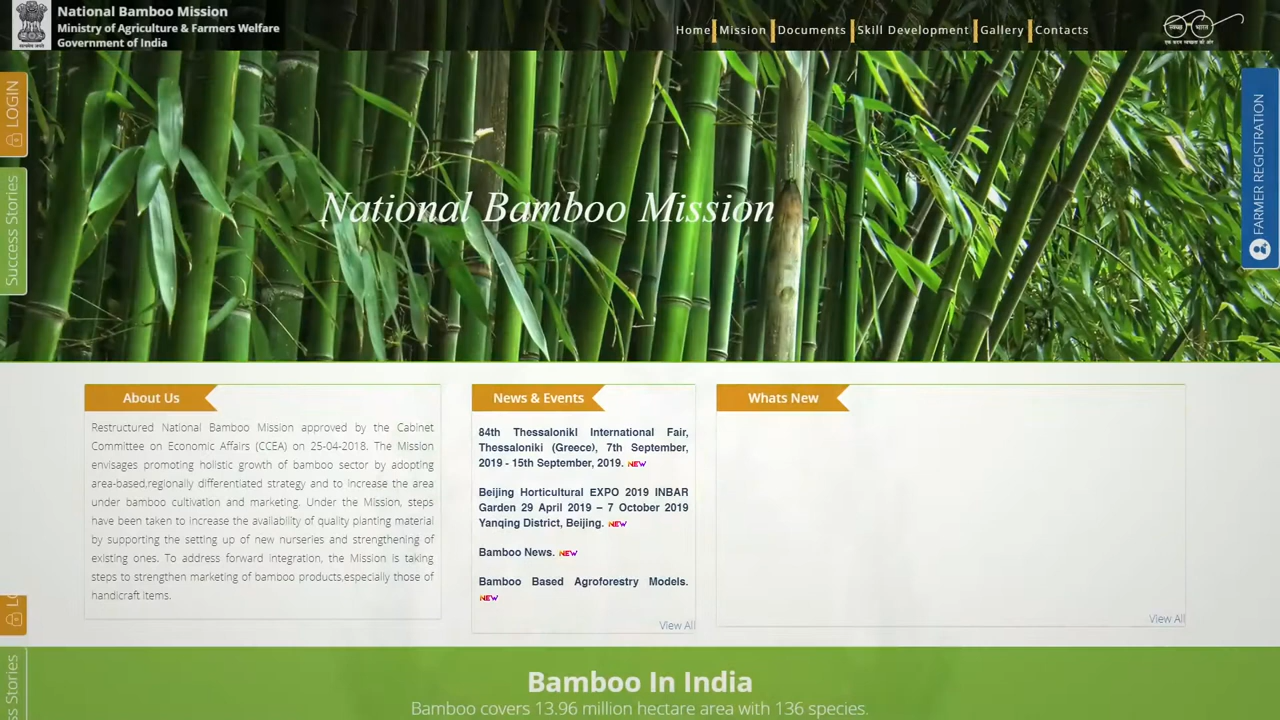 National Bamboo Mission
Ministry of Agriculture & Farmers Welfare
Government of India
Home
Mission
Documents
Skill Development
Gallery
Contacts
LOGIN
Success Stories
FARMER REGISTRATION
National Bamboo Mission
About Us
Restructured National Bamboo Mission approved by the Cabinet
Committee on Economic Affairs (CCEA) on 25-04-2018. The Mission
envisages promoting holistic growth of bamboo sector by adopting
area-based,regionally differentiated strategy and to increase the area
under bamboo cultivation and marketing. Under the Mission, steps
have been taken to increase the availability of quality planting material
by supporting the setting up of new nurseries and strengthening of
existing ones. To address forward integration, the Mission is taking
steps to strengthen marketing of bamboo products,especially those of
handicraft items.
News & Events
84th Thessalonikl International Fair,
Thessaloniki (Greece), 7th September,
2019 - 15th September, 2019. NEW
Beijing Horticultural EXPO 2019 INBAR
Garden 29 April 2019 – 7 October 2019
Yanqing District, Beijing. NEW
Bamboo News. NEW
Bamboo Based Agroforestry Models.
NEW
View All
Whats New
View All
LO
s Stories
Bamboo In India
Bamboo covers 13.96 million hectare area with 136 species.